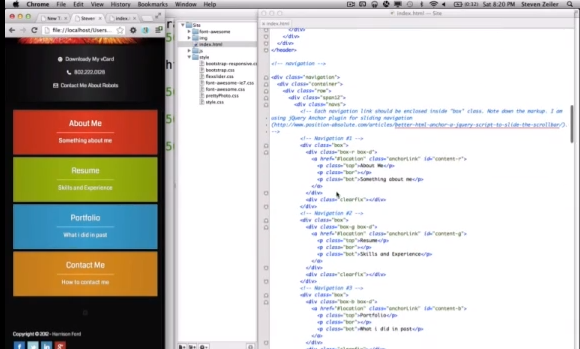 Chrome File Edit View History Bookmarks Window Help
(0:12) Sat 8:20 PM Steven Zeiler
New T
Steven
index.h
file://localhost/Users
Download My vCard
802.222.0126
Contact Me About Robots
About Me
Something about me
Resume
Skills and Experience
Portfolio
What i did in past
Contact Me
How to contact me
Copyright © 2012 - Harrison Ford
Site
font-awesome
img
index.html
js
style
bootstrap-responsive.css
bootstrap.css
flexslider.css
font-awesome-ie7.css
font-awesome.css
prettyPhoto.css
style.css
index.html — Site
index.html
</div>
</div>
</header>
<!-- navigation -->
<div class="navigation">
<div class="container">
<div class="row">
<div class="span12">
<div class="navs">
<!-- Each navigation link should be enclosed inside "box" class. Note down the markup. I am
using jQuery Anchor plugin for sliding navigation
(http://www.position-absolute.com/articles/better-html-anchor-a-jquery-script-to-slide-the-scrollbar/).
-->
<!-- Navigation #1 -->
<div class="box">
<div class="box-r box-d">
<a href="#location" class="anchorLink" id="content-r">
<p class="top">About Me</p>
<p class="bar"></p>
<p class="bot">Something about me</p>
</a>
</div>
<div class="clearfix"></div>
</div>
<!-- Navigation #2 -->
<div class="box">
<div class="box-g box-d">
<a href="#location" class="anchorLink" id="content-g">
<p class="top">Resume</p>
<p class="bar"></p>
<p class="bot">Skills and Experience</p>
</a>
</div>
<div class="clearfix"></div>
</div>
<!-- Navigation #3 -->
<div class="box">
<div class="box-b box-d">
<a href="#location" class="anchorLink" id="content-b">
<p class="top">Portfolio</p>
<p class="bar"></p>
<p class="bot">What i did in past</p>
</a>
</div>